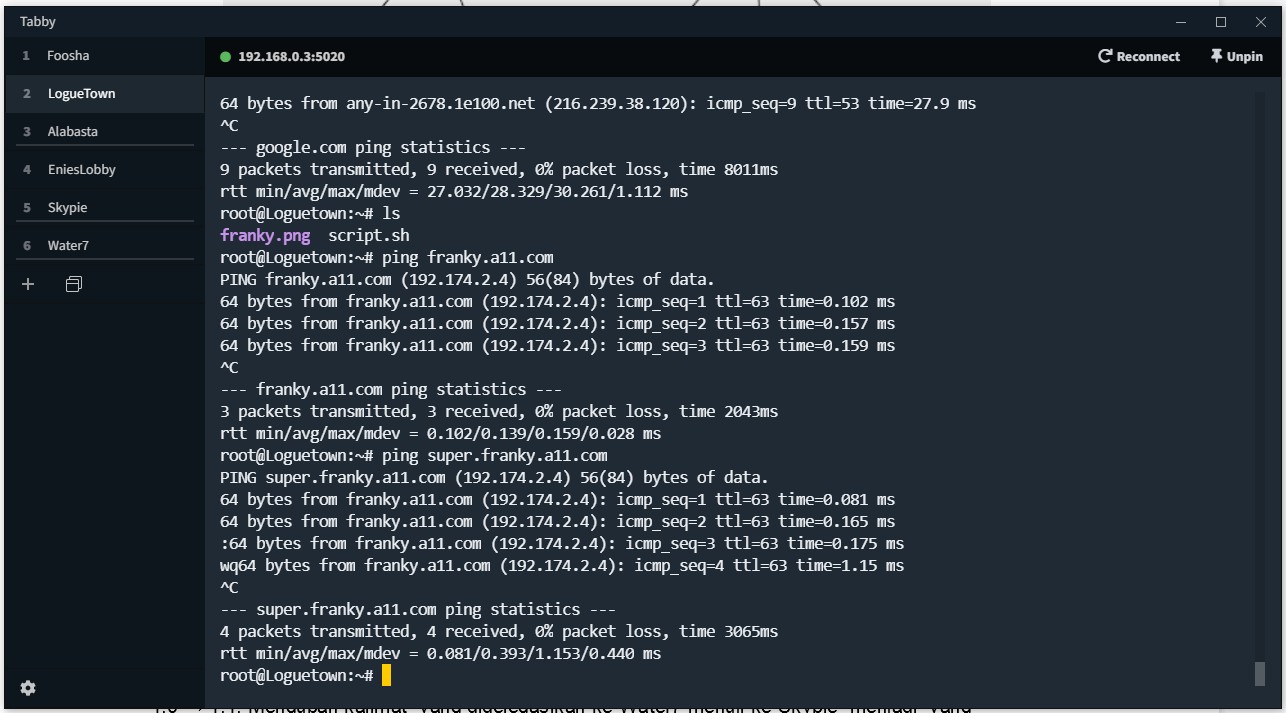 Tabby
1 Foosha
2 LogueTown
3 Alabasta
4 EniesLobby
5 Skypie
6 Water7
192.168.0.3:5020
Reconnect
Unpin
64 bytes from any-in-2678.1e100.net (216.239.38.120): icmp_seq=9 ttl=53 time=27.9 ms
^C
--- google.com ping statistics ---
9 packets transmitted, 9 received, 0% packet loss, time 8011ms
rtt min/avg/max/mdev = 27.032/28.329/30.261/1.112 ms
root@Loguetown:~# ls
franky.png  script.sh
root@Loguetown:~# ping franky.a11.com
PING franky.a11.com (192.174.2.4) 56(84) bytes of data.
64 bytes from franky.a11.com (192.174.2.4): icmp_seq=1 ttl=63 time=0.102 ms
64 bytes from franky.a11.com (192.174.2.4): icmp_seq=2 ttl=63 time=0.157 ms
64 bytes from franky.a11.com (192.174.2.4): icmp_seq=3 ttl=63 time=0.159 ms
^C
--- franky.a11.com ping statistics ---
3 packets transmitted, 3 received, 0% packet loss, time 2043ms
rtt min/avg/max/mdev = 0.102/0.139/0.159/0.028 ms
root@Loguetown:~# ping super.franky.a11.com
PING super.franky.a11.com (192.174.2.4) 56(84) bytes of data.
64 bytes from franky.a11.com (192.174.2.4): icmp_seq=1 ttl=63 time=0.081 ms
64 bytes from franky.a11.com (192.174.2.4): icmp_seq=2 ttl=63 time=0.165 ms
:64 bytes from franky.a11.com (192.174.2.4): icmp_seq=3 ttl=63 time=0.175 ms
wq64 bytes from franky.a11.com (192.174.2.4): icmp_seq=4 ttl=63 time=1.15 ms
^C
--- super.franky.a11.com ping statistics ---
4 packets transmitted, 4 received, 0% packet loss, time 3065ms
rtt min/avg/max/mdev = 0.081/0.393/1.153/0.440 ms
root@Loguetown:~#